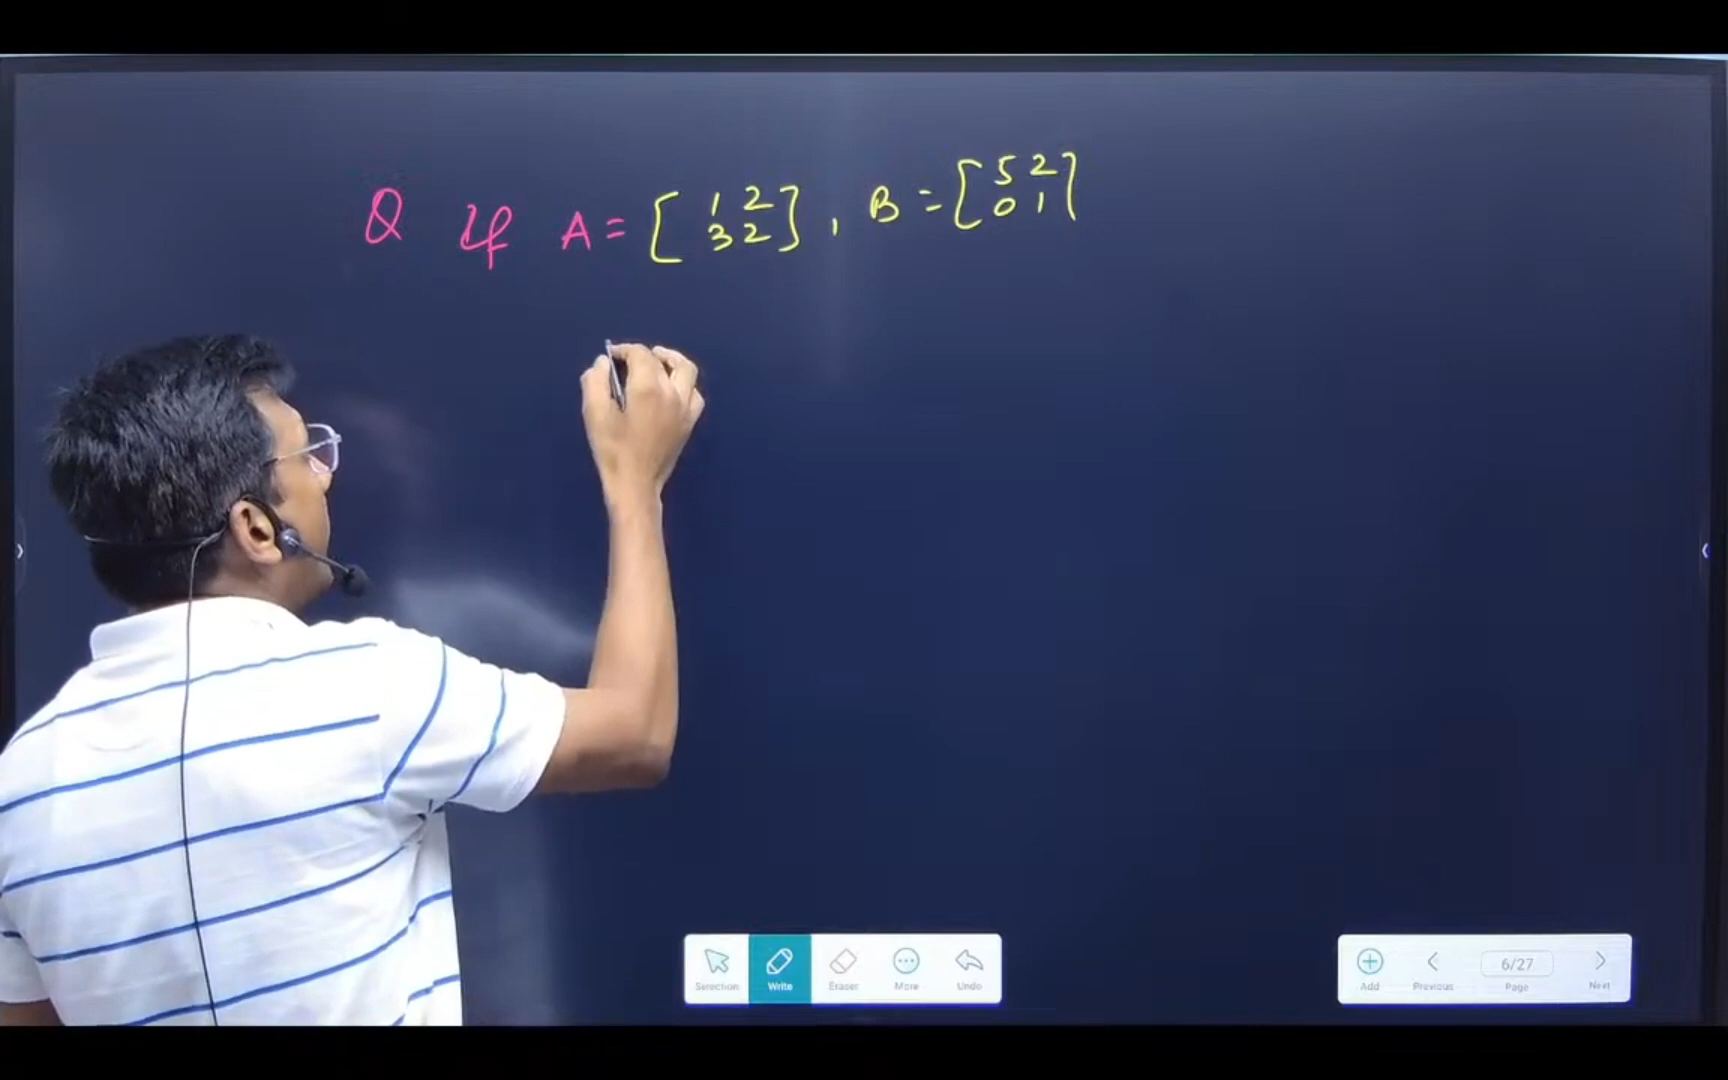 Q If A = [ 1 2 3 2 ] , B = [ 5 2 0 1 ]
Selection Write Eraser More Undo
Add Previous 6/27 Page Next